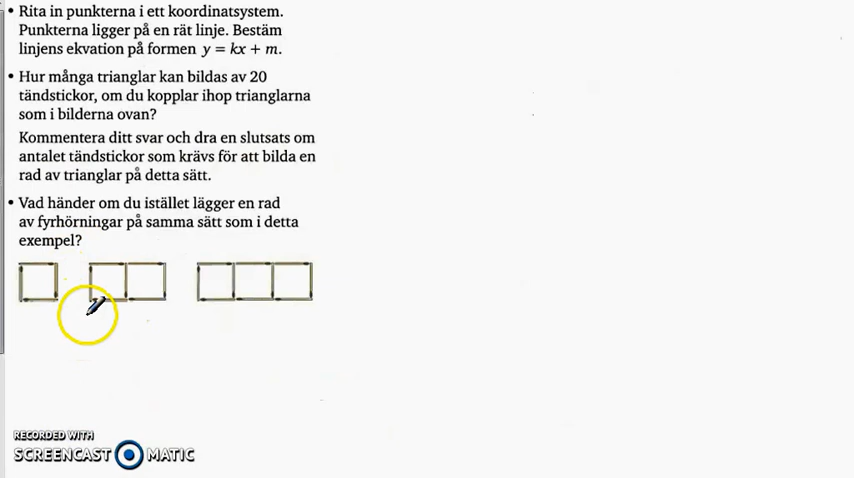 • Rita in punkterna i ett koordinatsystem.
Punkterna ligger på en rät linje. Bestäm
linjens ekvation på formen y = kx + m.
• Hur många trianglar kan bildas av 20
tändstickor, om du kopplar ihop trianglarna
som i bilderna ovan?
Kommentera ditt svar och dra en slutsats om
antalet tändstickor som krävs för att bilda en
rad av trianglar på detta sätt.
• Vad händer om du istället lägger en rad
av fyrhörningar på samma sätt som i detta
exempel?
RECORDED WITH
SCREENCAST MATIC